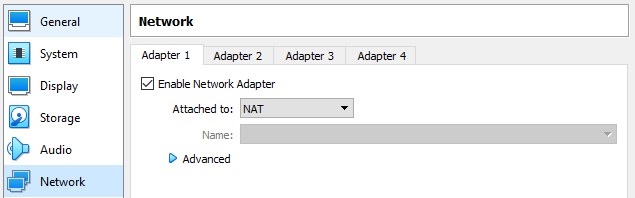 General
System
Display
Storage
Audio
Network
Network
Adapter 1 Adapter 2 Adapter 3 Adapter 4
Enable Network Adapter
Attached to: NAT
Name:
Advanced